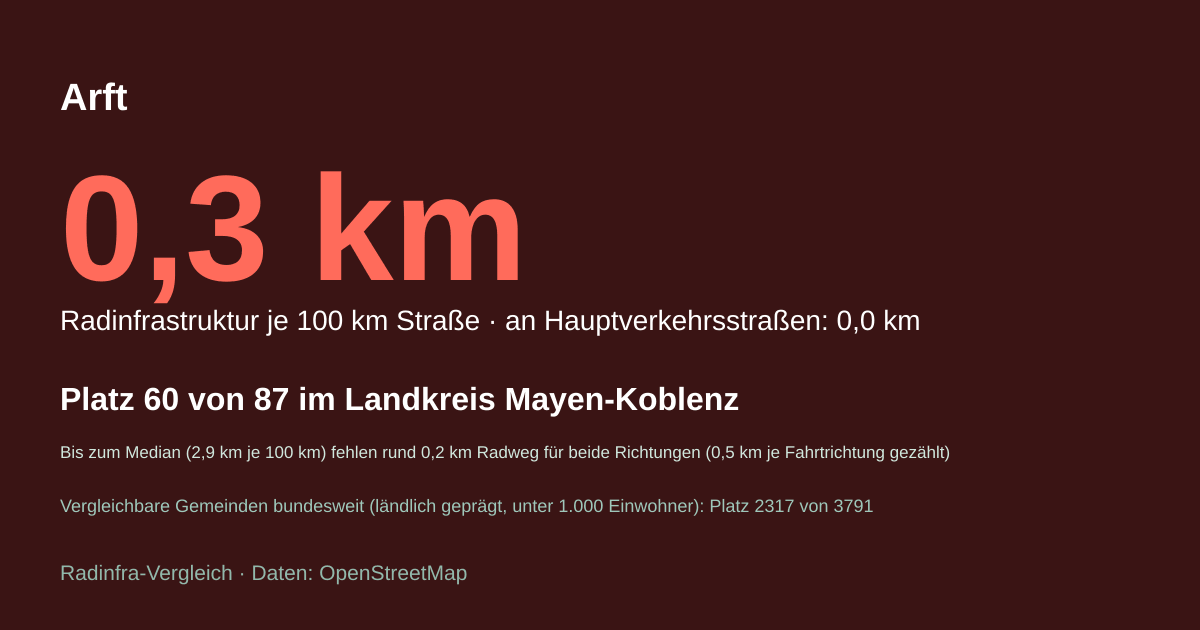 Arft
0,3 km
Radinfrastruktur je 100 km Straße · an Hauptverkehrsstraßen: 0,0 km
Platz 60 von 87 im Landkreis Mayen-Koblenz
Bis zum Median (2,9 km je 100 km) fehlen rund 0,2 km Radweg für beide Richtungen (0,5 km je Fahrtrichtung gezählt)
Vergleichbare Gemeinden bundesweit (ländlich geprägt, unter 1.000 Einwohner): Platz 2317 von 3791
Radinfra-Vergleich · Daten: OpenStreetMap